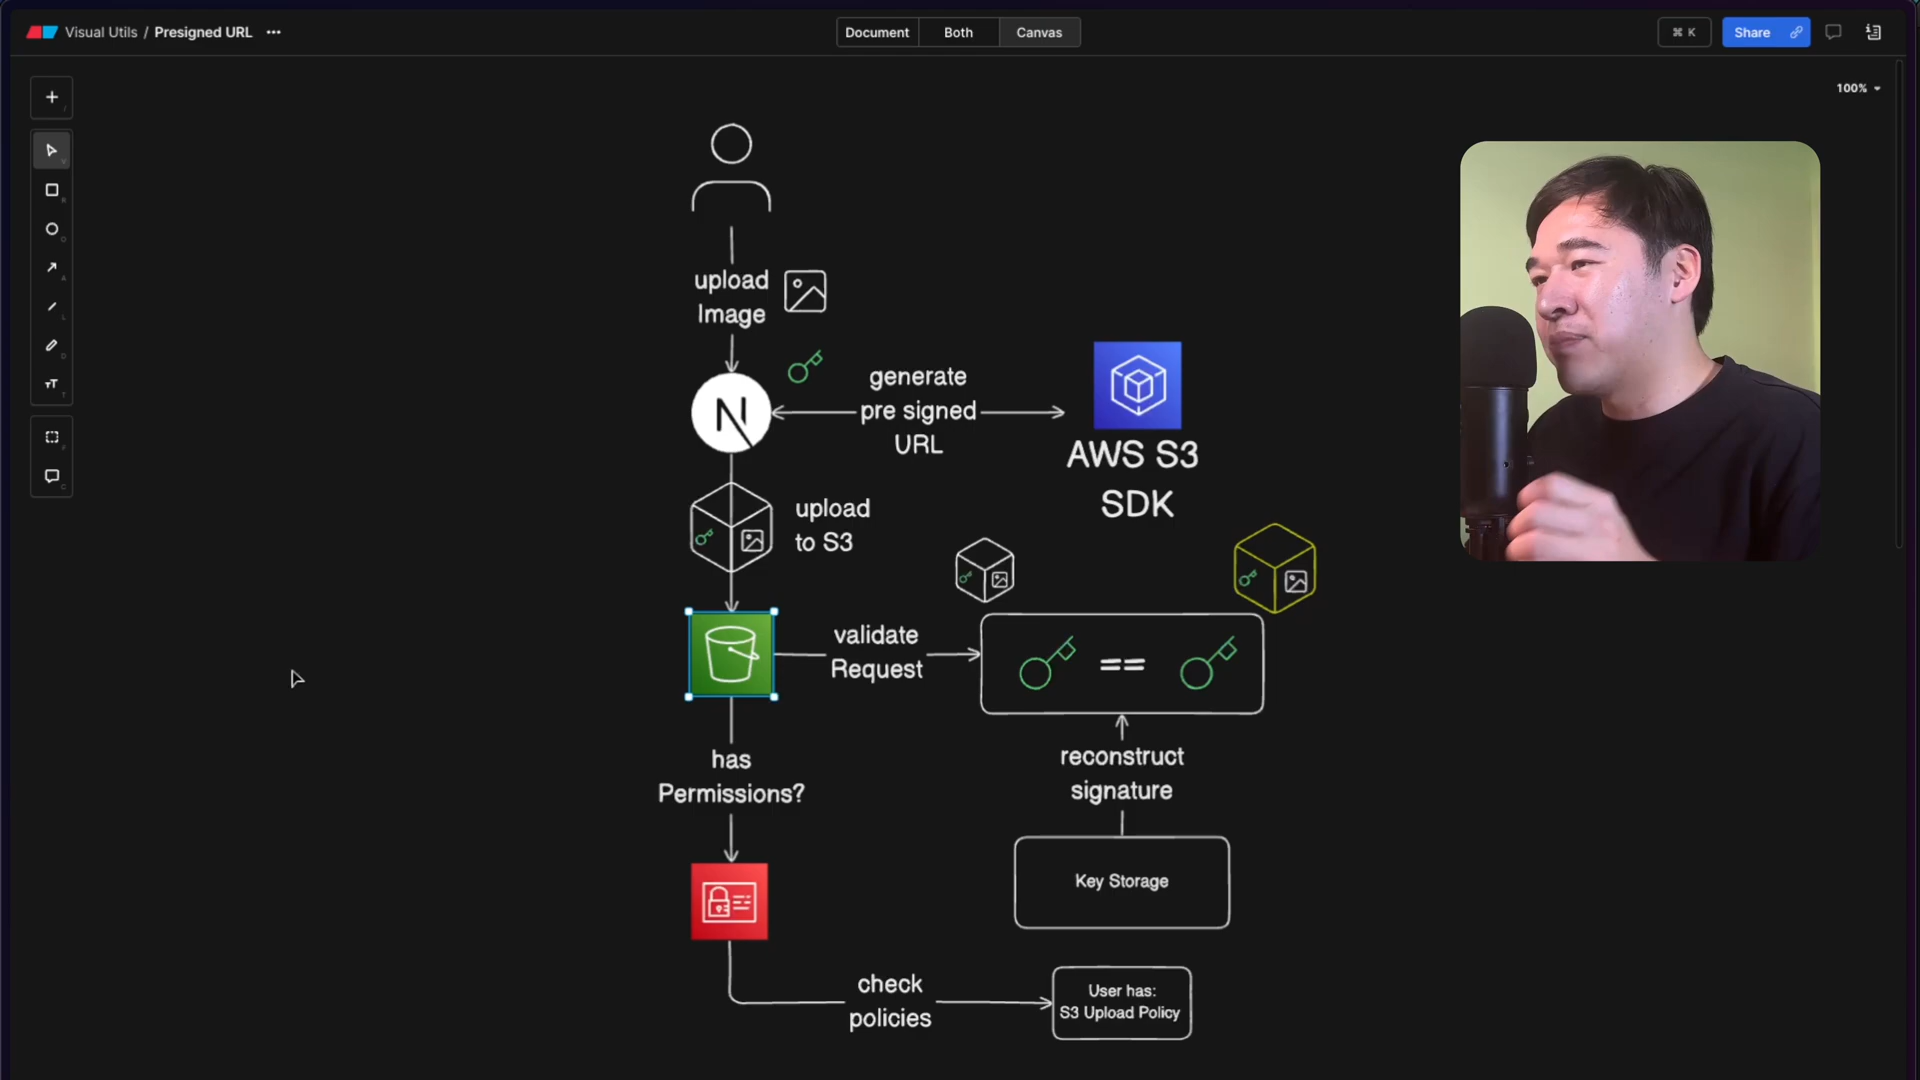 Visual Utils / Presigned URL
Document
Both
Canvas
⌘ K
Share
100%
upload
Image
generate
pre signed
URL
AWS S3
SDK
upload
to S3
validate
Request
==
has
Permissions?
reconstruct
signature
Key Storage
check
policies
User has:
S3 Upload Policy